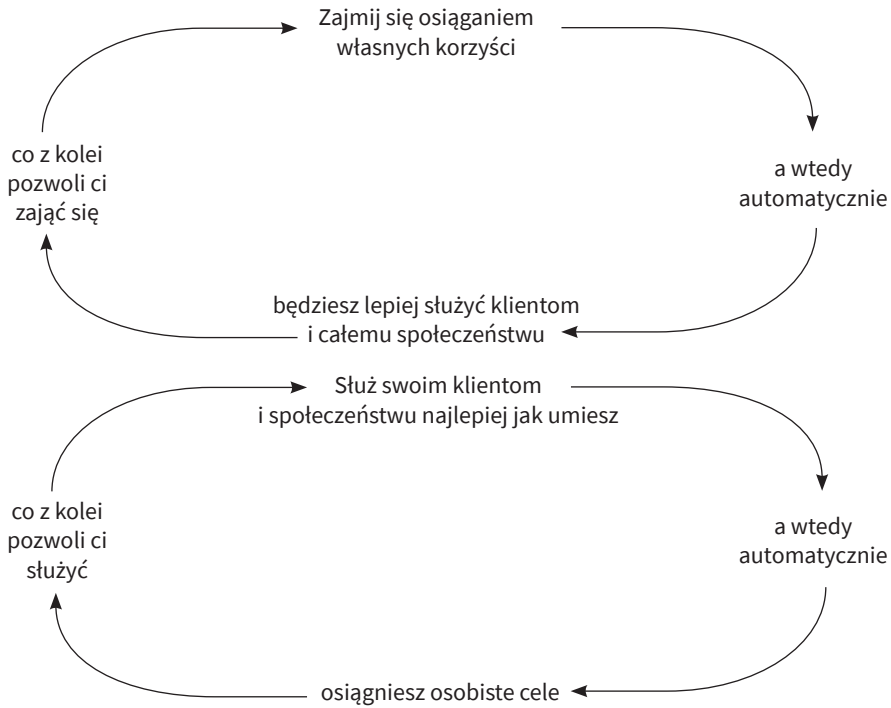 Zajmij się osiąganiem
własnych korzyści
a wtedy
automatycznie
będziesz lepiej służyć klientom
i całemu społeczeństwu
co z kolei
pozwoli ci
zająć się
Służ swoim klientom
i społeczeństwu najlepiej jak umiesz
a wtedy
automatycznie
osiągniesz osobiste cele
co z kolei
pozwoli ci
służyć